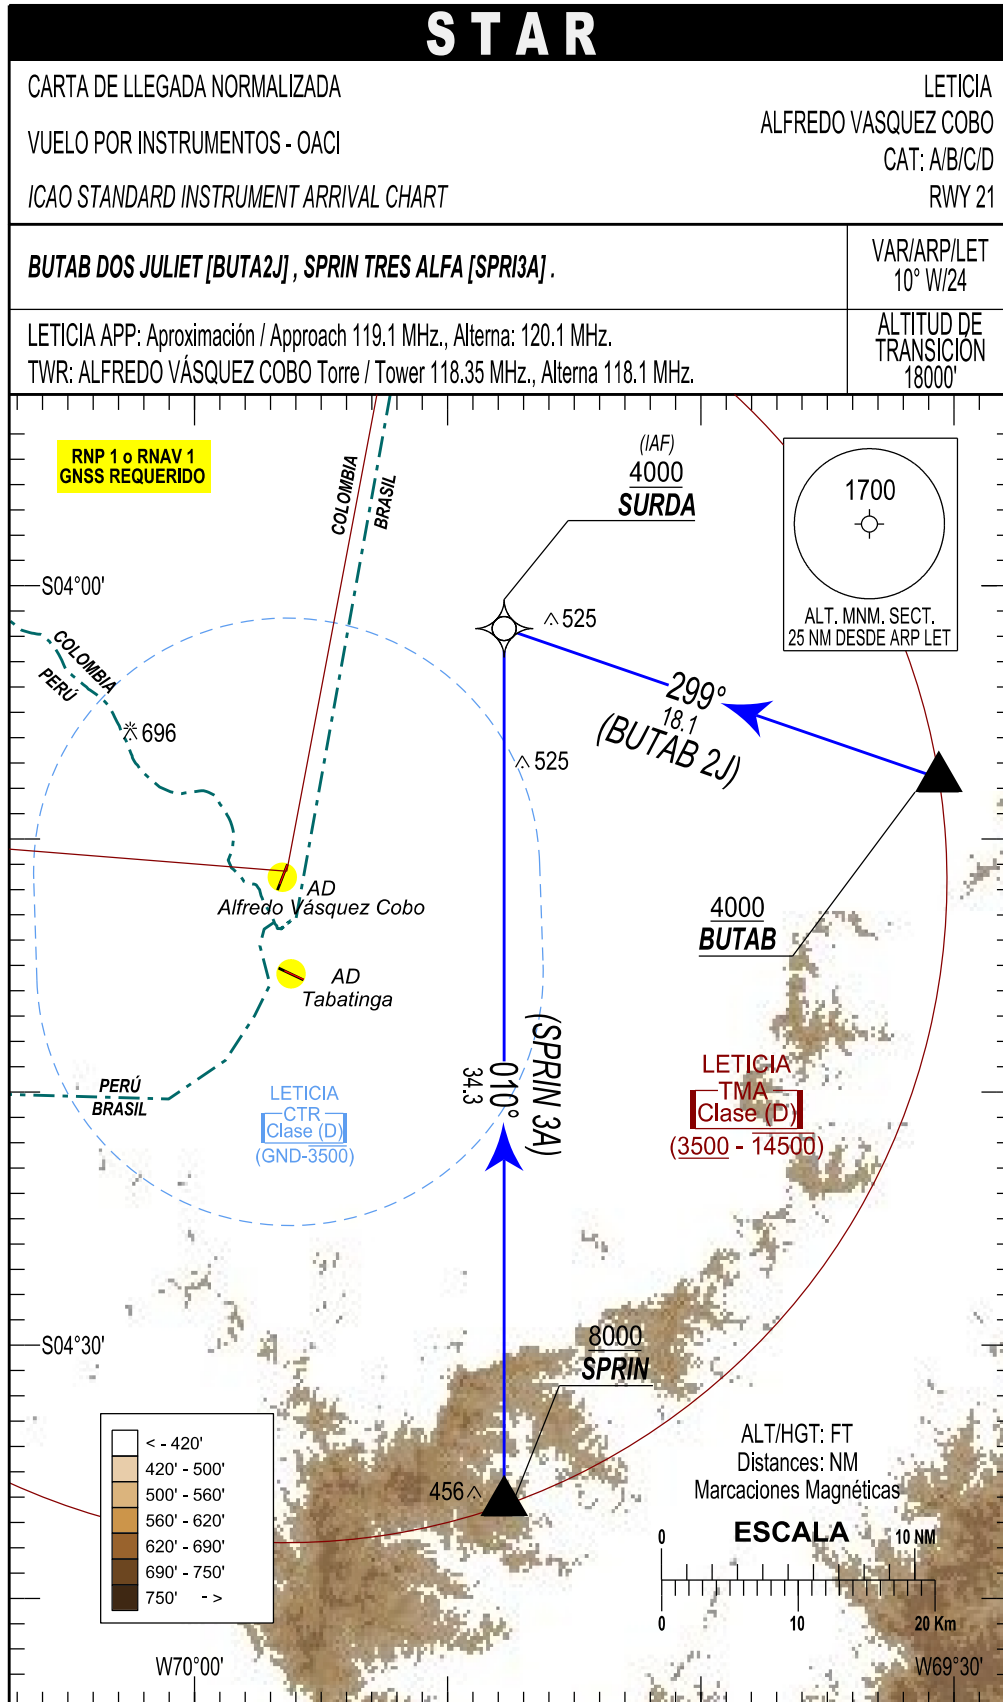 STAR
CARTA DE LLEGADA NORMALIZADA
VUELO POR INSTRUMENTOS - OACI
ICAO STANDARD INSTRUMENT ARRIVAL CHART
LETICIA
ALFREDO VASQUEZ COBO
CAT: A/B/C/D
RWY 21
BUTAB DOS JULIET [BUTA2J] , SPRIN TRES ALFA [SPRI3A] .
VAR/ARP/LET
10° W/24
LETICIA APP: Aproximación / Approach 119.1 MHz., Alterna: 120.1 MHz.
TWR: ALFREDO VÁSQUEZ COBO Torre / Tower 118.35 MHz., Alterna 118.1 MHz.
ALTITUD DE
TRANSICIÓN
18000'
RNP 1 o RNAV 1
GNSS REQUERIDO
COLOMBIA
BRASIL
(IAF)
4000
SURDA
1700
ALT. MNM. SECT.
25 NM DESDE ARP LET
S04°00'
525
COLOMBIA
PERÚ
696
299°
18.1
(BUTAB 2J)
525
AD
Alfredo Vásquez Cobo
4000
BUTAB
AD
Tabatinga
(SPRIN 3A)
010°
34.3
PERÚ
BRASIL
LETICIA
CTR
Clase (D)
(GND-3500)
LETICIA
TMA
Clase (D)
(3500 - 14500)
S04°30'
8000
SPRIN
456
< - 420'
420' - 500'
500' - 560'
560' - 620'
620' - 690'
690' - 750'
750' - >
ALT/HGT: FT
Distances: NM
Marcaciones Magnéticas
ESCALA
0
10 NM
0
10
20 Km
W70°00'
W69°30'